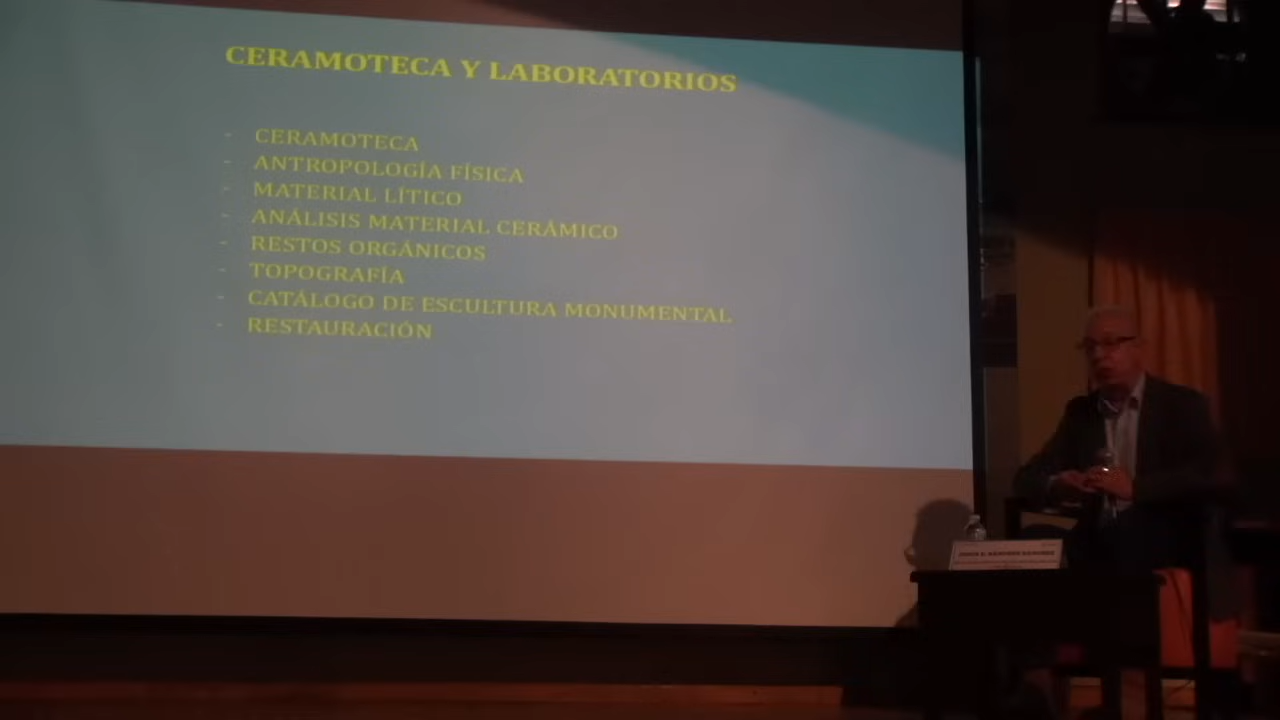 CERAMOTECA Y LABORATORIOS
- CERAMOTECA
- ANTROPOLOGÍA FÍSICA
- MATERIAL LÍTICO
- ANÁLISIS MATERIAL CERÁMICO
- RESTOS ORGÁNICOS
- TOPOGRAFÍA
- CATÁLOGO DE ESCULTURA MONUMENTAL
- RESTAURACIÓN